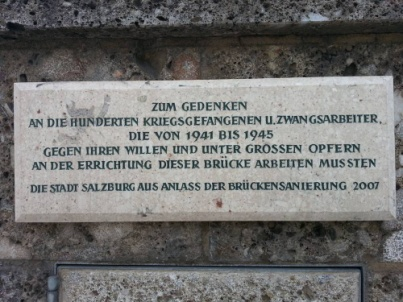 ZUM GEDENKEN
AN DIE HUNDERTEN KRIEGSGEFANGENEN U. ZWANGSARBEITER,
DIE VON 1941 BIS 1945
GEGEN IHREN WILLEN UND UNTER GRÖSSEN OPFERN
AN DER ERRICHTUNG DIESER BRÜCKE ARBEITEN MUSSTEN
DIE STADT SALZBURG AUS ANLASS DER BRÜCKENSANIERUNG 2007